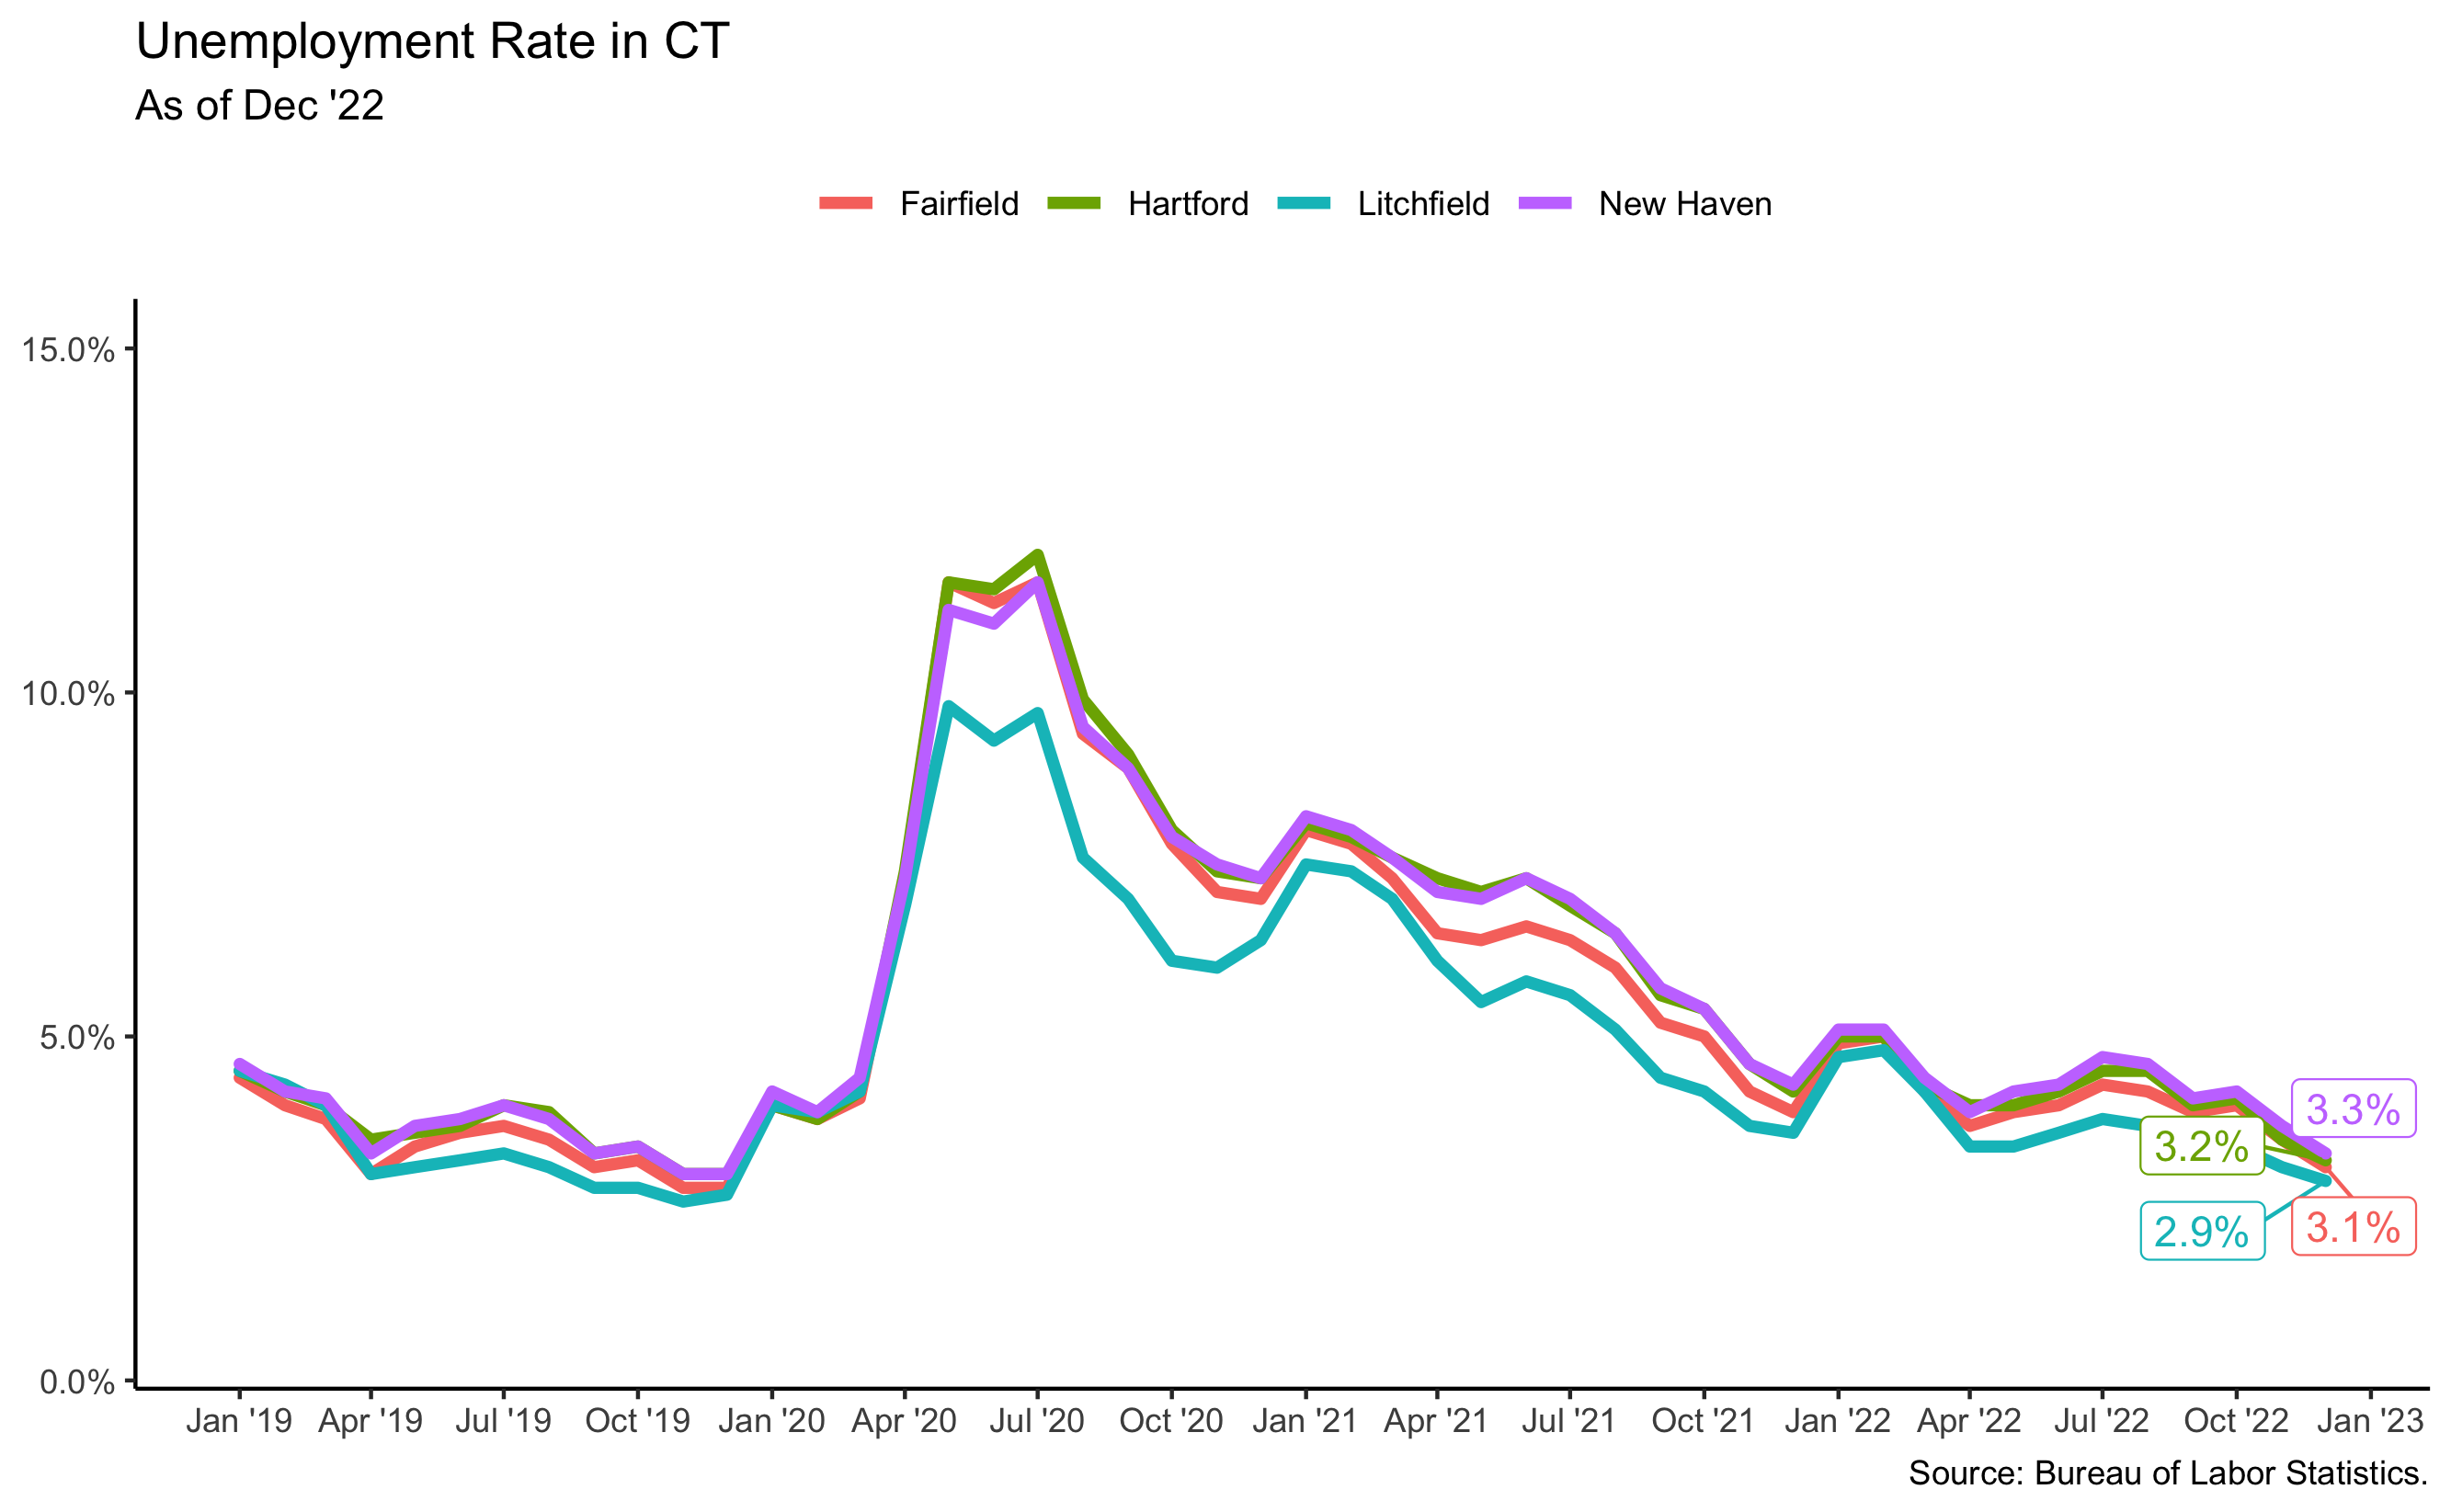 Unemployment Rate in CT
As of Dec '22
Fairfield Hartford Litchfield New Haven
15.0%
10.0%
5.0%
0.0%
3.3%
3.2%
3.1%
2.9%
Jan '19 Apr '19 Jul '19 Oct '19 Jan '20 Apr '20 Jul '20 Oct '20 Jan '21 Apr '21 Jul '21 Oct '21 Jan '22 Apr '22 Jul '22 Oct '22 Jan '23
Source: Bureau of Labor Statistics.